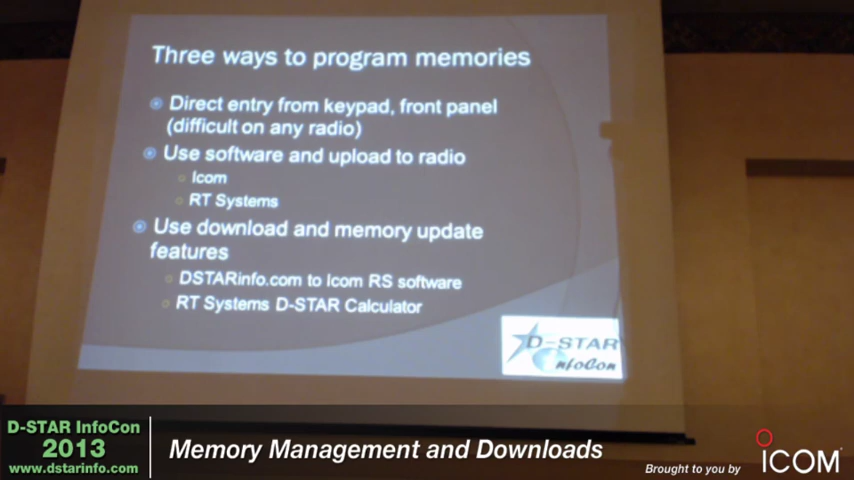 Three ways to program memories
Direct entry from keypad, front panel
(difficult on any radio)
Use software and upload to radio
Icom
RT Systems
Use download and memory update
features
DSTARinfo.com to Icom RS software
RT Systems D-STAR Calculator
D-STAR
InfoCon
D-STAR InfoCon
2013
www.dstarinfo.com
Memory Management and Downloads
Brought to you by
ICOM